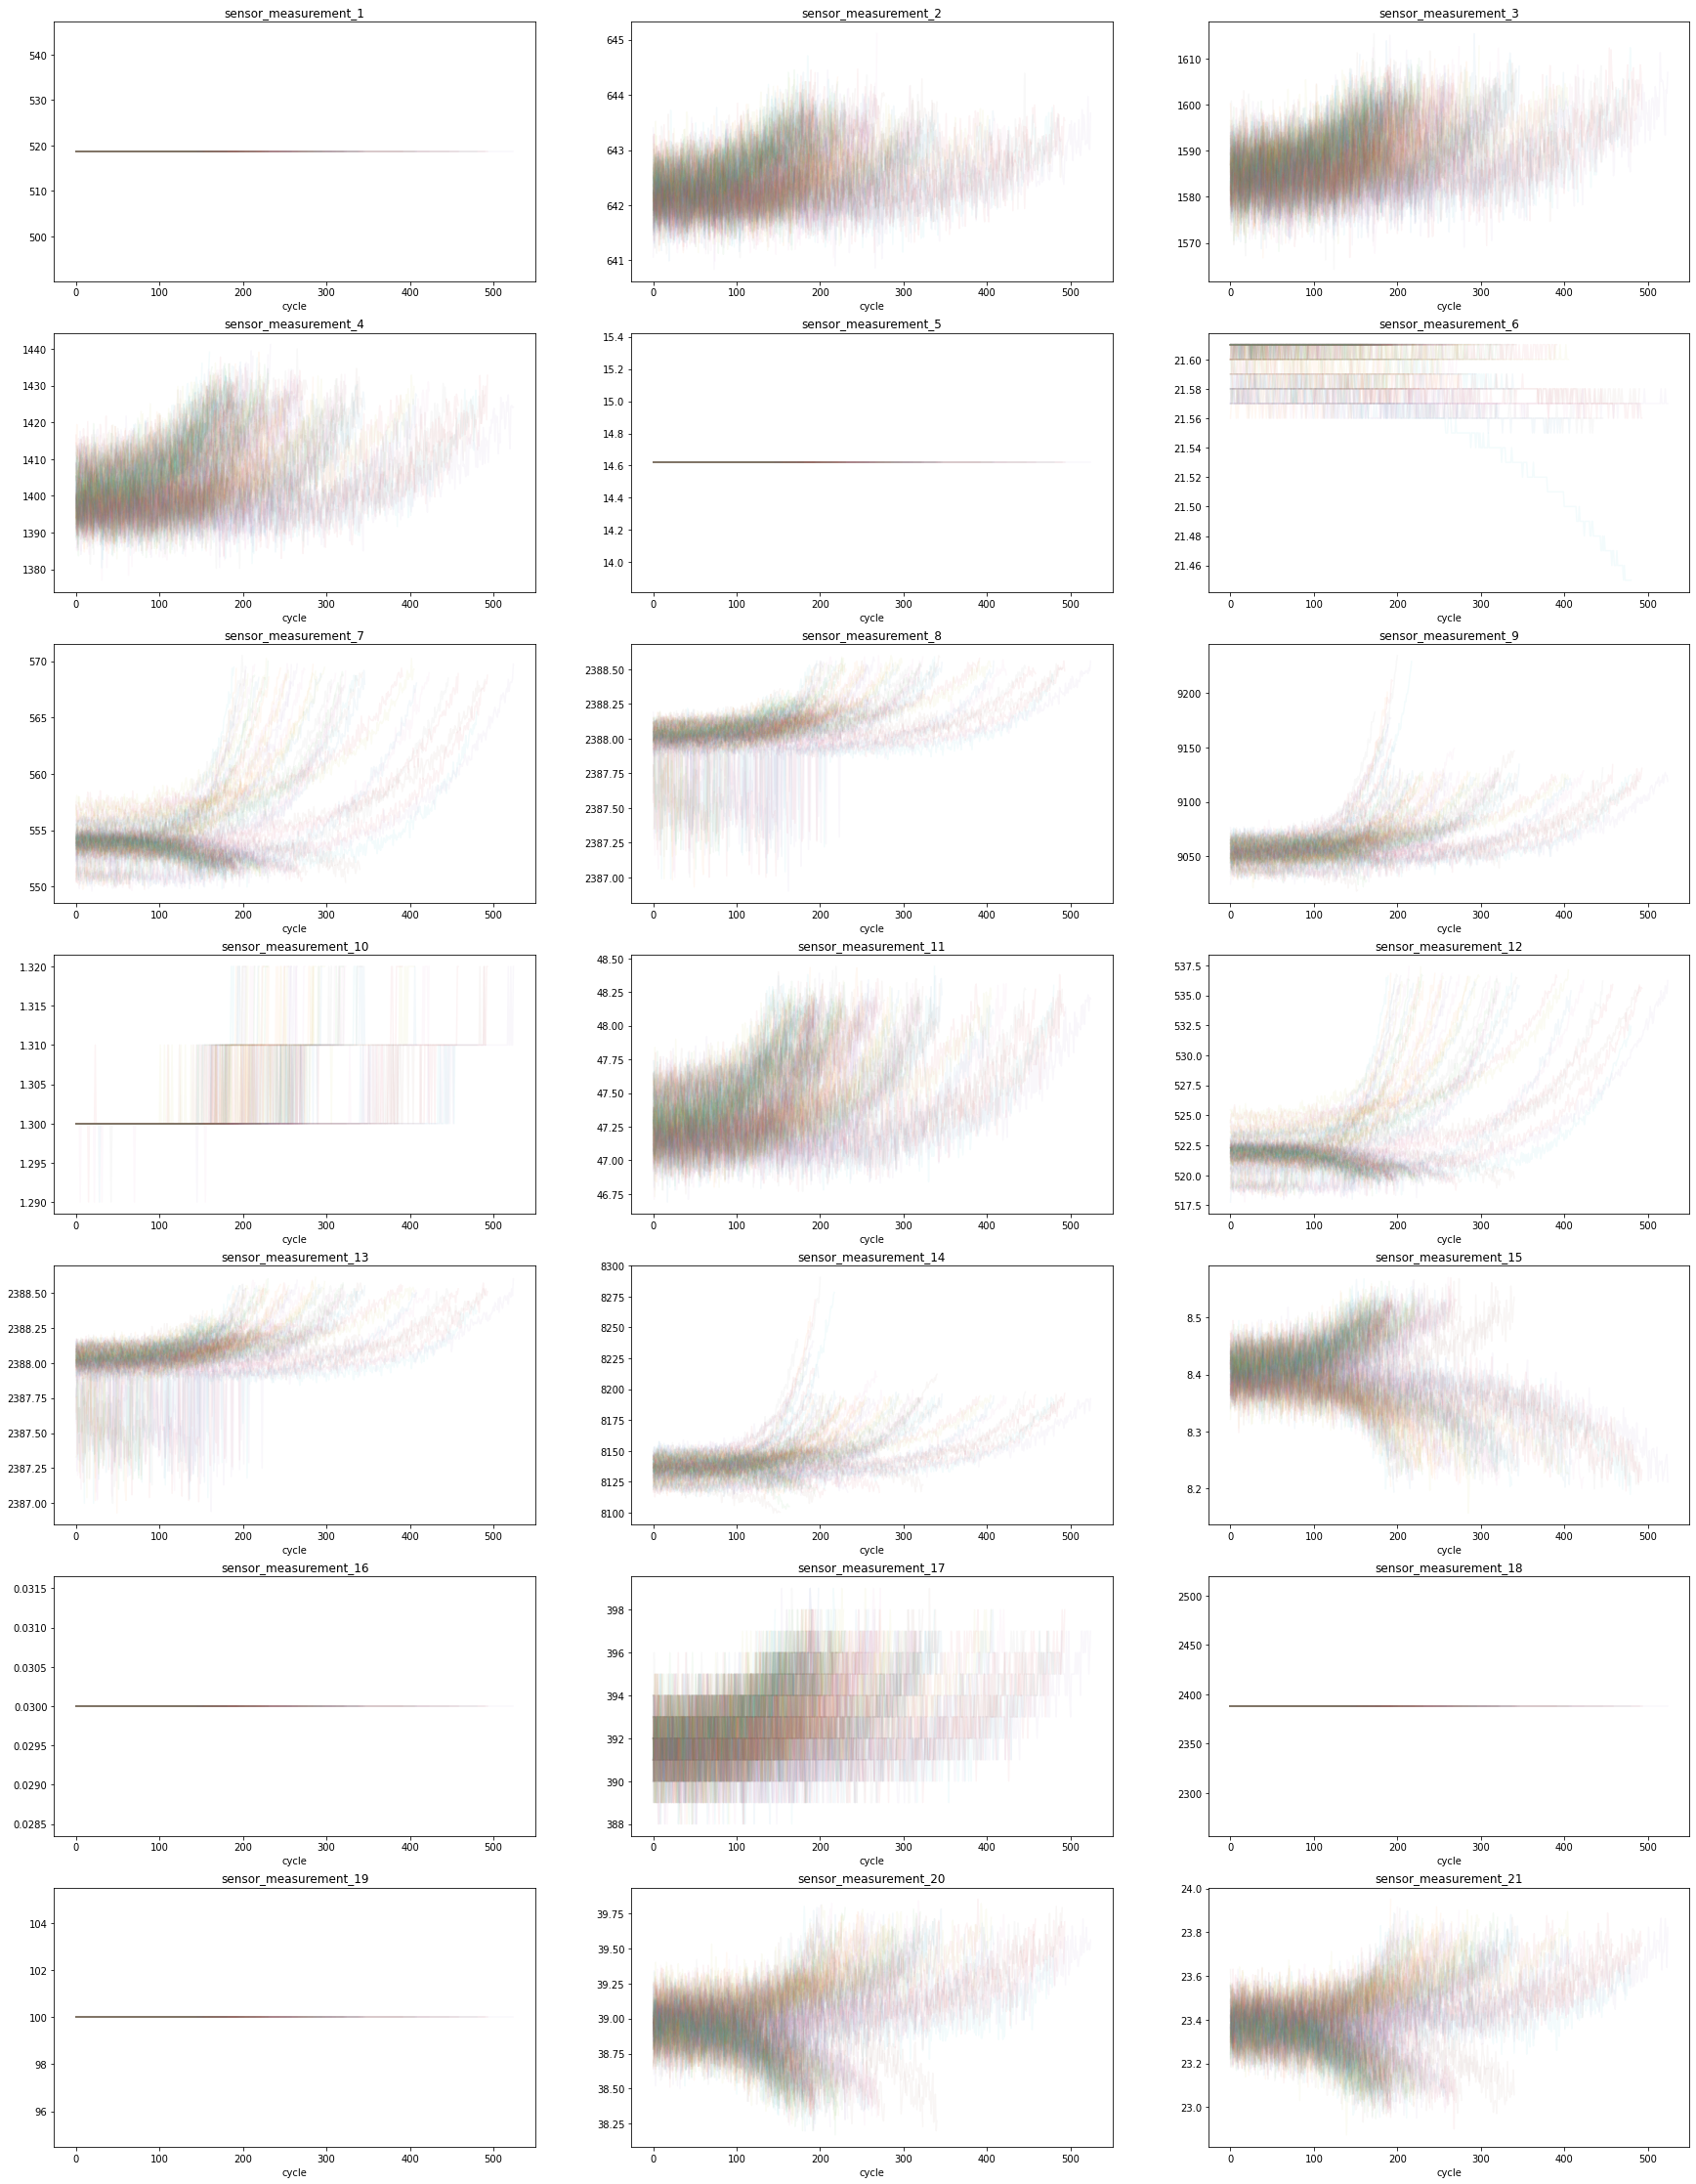 sensor_measurement_1
540
530
520
510
500
0 100 200 300 400 500
cycle
sensor_measurement_2
645
644
643
642
641
0 100 200 300 400 500
cycle
sensor_measurement_3
1610
1600
1590
1580
1570
0 100 200 300 400 500
cycle
sensor_measurement_4
1440
1430
1420
1410
1400
1390
1380
0 100 200 300 400 500
cycle
sensor_measurement_5
15.4
15.2
15.0
14.8
14.6
14.4
14.2
14.0
0 100 200 300 400 500
cycle
sensor_measurement_6
21.60
21.58
21.56
21.54
21.52
21.50
21.48
21.46
0 100 200 300 400 500
cycle
sensor_measurement_7
570
565
560
555
550
0 100 200 300 400 500
cycle
sensor_measurement_8
2388.50
2388.25
2388.00
2387.75
2387.50
2387.25
2387.00
0 100 200 300 400 500
cycle
sensor_measurement_9
9200
9150
9100
9050
0 100 200 300 400 500
cycle
sensor_measurement_10
1.320
1.315
1.310
1.305
1.300
1.295
1.290
0 100 200 300 400 500
cycle
sensor_measurement_11
48.50
48.25
48.00
47.75
47.50
47.25
47.00
46.75
0 100 200 300 400 500
cycle
sensor_measurement_12
537.5
535.0
532.5
530.0
527.5
525.0
522.5
520.0
517.5
0 100 200 300 400 500
cycle
sensor_measurement_13
2388.50
2388.25
2388.00
2387.75
2387.50
2387.25
2387.00
0 100 200 300 400 500
cycle
sensor_measurement_14
8300
8275
8250
8225
8200
8175
8150
8125
8100
0 100 200 300 400 500
cycle
sensor_measurement_15
8.5
8.4
8.3
8.2
0 100 200 300 400 500
cycle
sensor_measurement_16
0.0315
0.0310
0.0305
0.0300
0.0295
0.0290
0.0285
0 100 200 300 400 500
cycle
sensor_measurement_17
398
396
394
392
390
388
0 100 200 300 400 500
cycle
sensor_measurement_18
2500
2450
2400
2350
2300
0 100 200 300 400 500
cycle
sensor_measurement_19
104
102
100
98
96
0 100 200 300 400 500
cycle
sensor_measurement_20
39.75
39.50
39.25
39.00
38.75
38.50
38.25
0 100 200 300 400 500
cycle
sensor_measurement_21
24.0
23.8
23.6
23.4
23.2
23.0
0 100 200 300 400 500
cycle